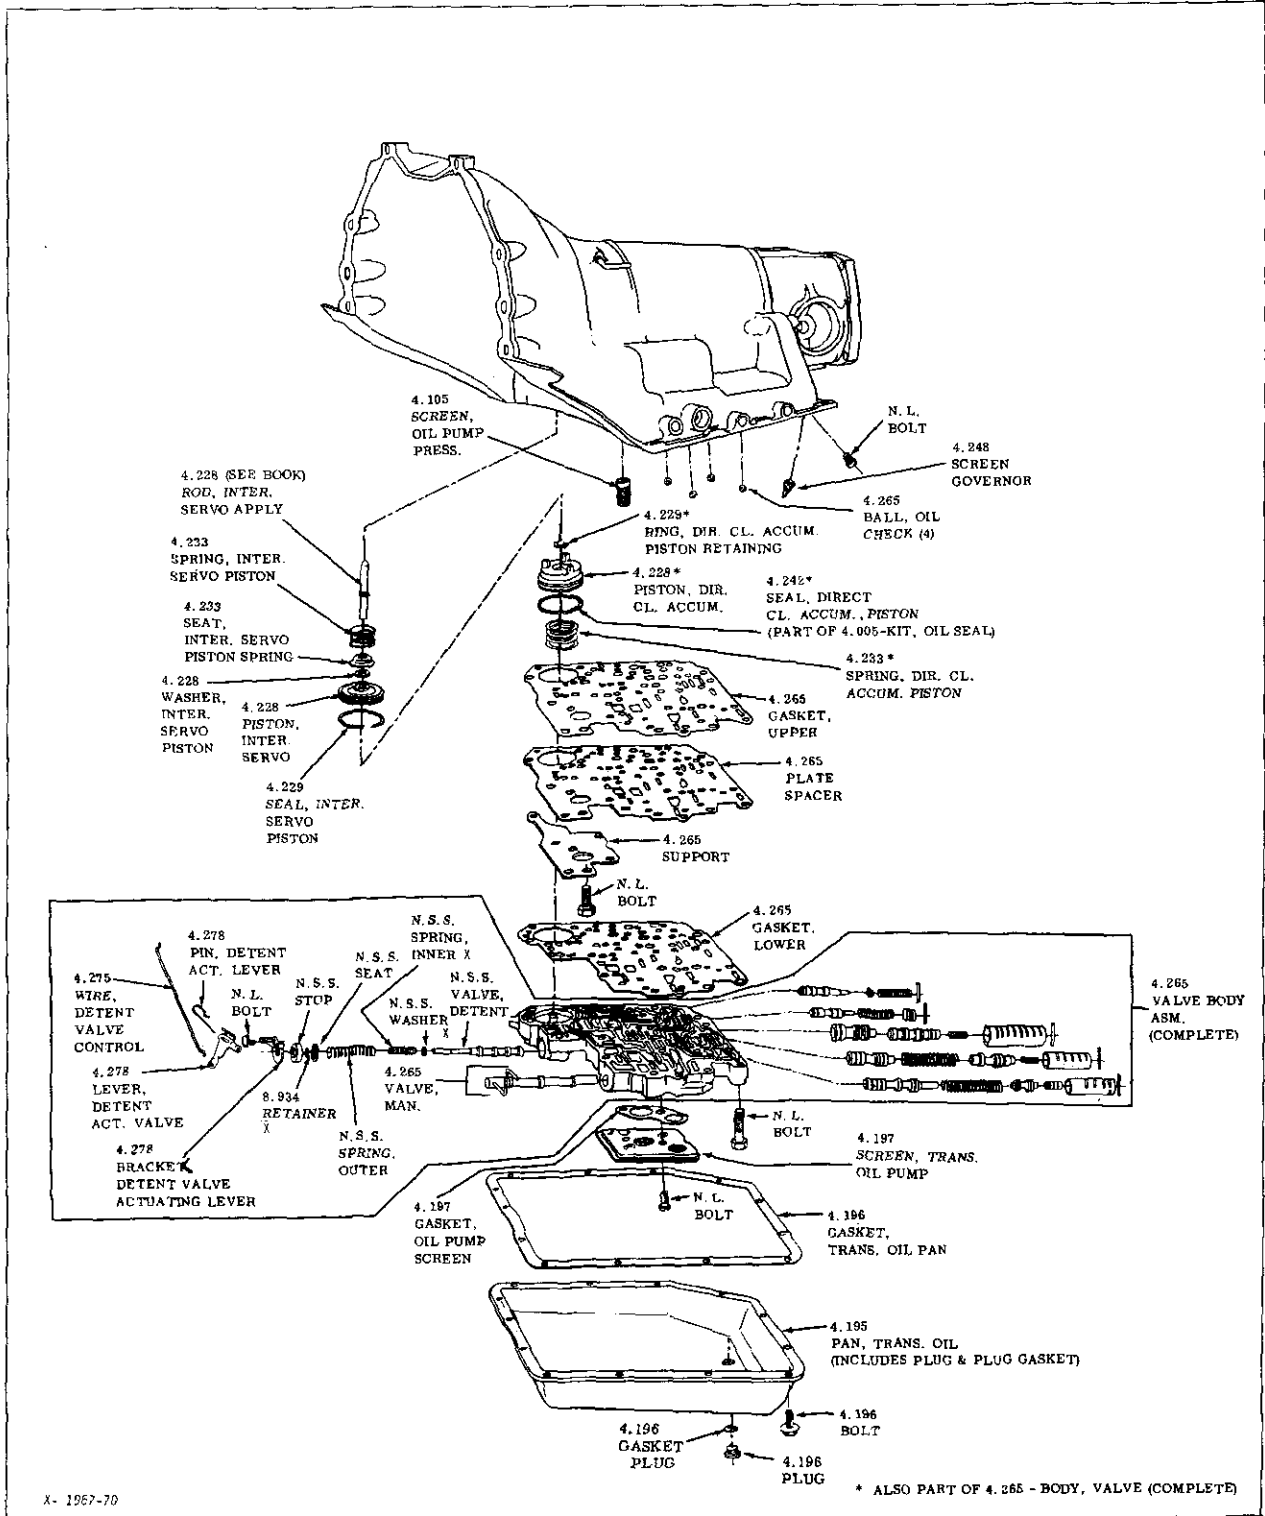 4.105
SCREEN,
OIL PUMP
PRESS.
N. L.
BOLT
4.248
SCREEN
GOVERNOR
4.265
BALL, OIL
CHECK (4)
4.228 (SEE BOOK)
ROD, INTER.
SERVO APPLY
4.229*
RING, DIR. CL. ACCUM.
PISTON RETAINING
4.233
SPRING, INTER.
SERVO PISTON
4.228*
PISTON, DIR.
CL. ACCUM.
4.242*
SEAL, DIRECT
CL. ACCUM., PISTON
(PART OF 4.005-KIT, OIL SEAL)
4.233
SEAT,
INTER. SERVO
PISTON SPRING
4.233*
SPRING, DIR. CL.
ACCUM. PISTON
4.228
WASHER,
INTER.
SERVO
PISTON
4.228
PISTON,
INTER.
SERVO
4.265
GASKET,
UPPER
4.265
PLATE
SPACER
4.229
SEAL, INTER.
SERVO
PISTON
4.265
SUPPORT
N. L.
BOLT
4.265
GASKET,
LOWER
4.278
PIN, DETENT
ACT. LEVER
N.S.S.
SPRING,
INNER X
N.S.S.
SEAT
4.275
WIRE,
DETENT
VALVE
CONTROL
N. L.
BOLT
N.S.S.
STOP
N.S.S.
WASHER
X
N.S.S.
VALVE,
DETENT
4.265
VALVE BODY
ASM.
(COMPLETE)
4.278
LEVER,
DETENT
ACT. VALVE
8.934
RETAINER
X
4.265
VALVE,
MAN.
N.S.S.
SPRING,
OUTER
4.278
BRACKET,
DETENT VALVE
ACTUATING LEVER
N. L.
BOLT
4.197
SCREEN, TRANS.
OIL PUMP
4.197
GASKET,
OIL PUMP
SCREEN
N. L.
BOLT
4.196
GASKET,
TRANS. OIL PAN
4.195
PAN, TRANS. OIL
(INCLUDES PLUG & PLUG GASKET)
4.196
GASKET
PLUG
4.196
BOLT
4.196
PLUG
X- 1967-70
* ALSO PART OF 4.265 - BODY, VALVE (COMPLETE)